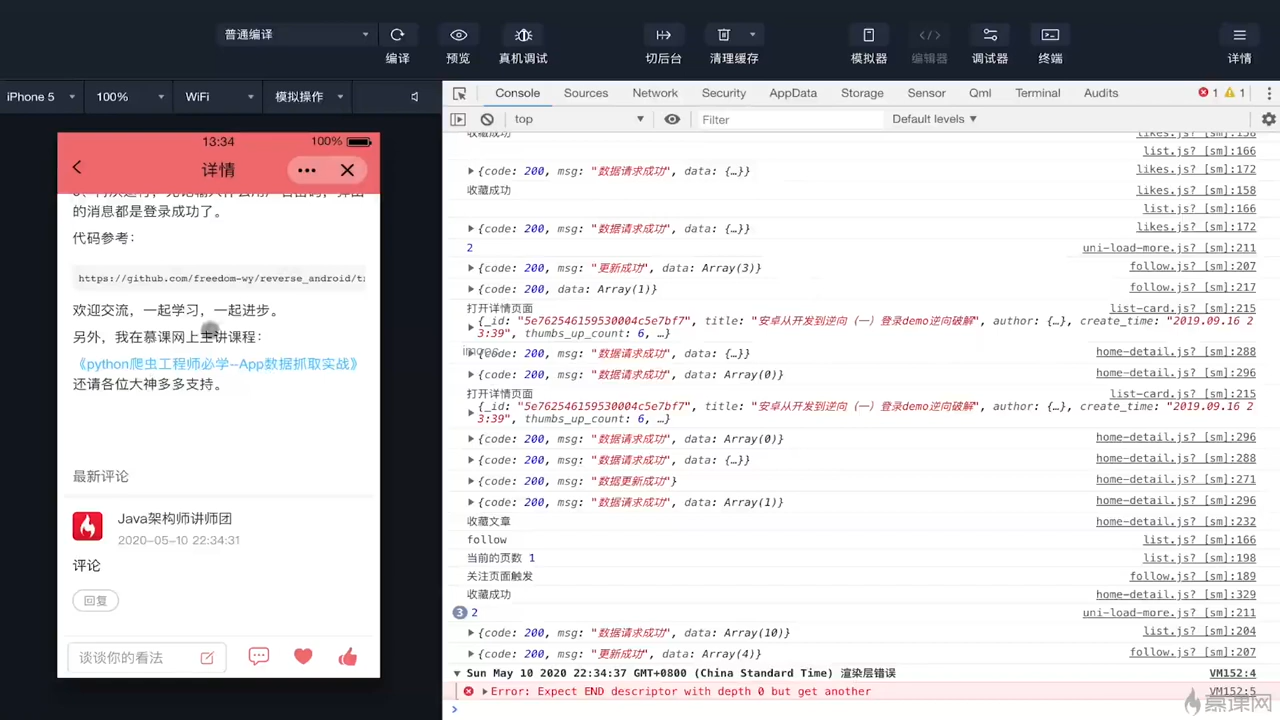 普通编译
编译
预览
真机调试
切后台
清理缓存
模拟器
编辑器
调试器
终端
详情
iPhone 5
100%
WiFi
模拟操作
Console Sources Network Security AppData Storage Sensor Qml Terminal Audits
1 1
top
Filter
Default levels
13:34
100%
详情
的消息都是登录成功了。
代码参考：
https://github.com/freedom-wy/reverse_android/tr
欢迎交流，一起学习，一起进步。
另外，我在慕课网上主讲课程：
《python爬虫工程师必学--App数据抓取实战》
还请各位大神多多支持。
最新评论
Java架构师讲师团
2020-05-10 22:34:31
评论
回复
谈谈你的看法
收藏成功 likes.js? [sm]:158
list.js? [sm]:166
{code: 200, msg: "数据请求成功", data: {…}} likes.js? [sm]:172
收藏成功 likes.js? [sm]:158
list.js? [sm]:166
{code: 200, msg: "数据请求成功", data: {…}} likes.js? [sm]:172
2 uni-load-more.js? [sm]:211
{code: 200, msg: "更新成功", data: Array(3)} follow.js? [sm]:207
{code: 200, data: Array(1)} follow.js? [sm]:217
打开详情页面 list-card.js? [sm]:215
{_id: "5e762546159530004c5e7bf7", title: "安卓从开发到逆向（一）登录demo逆向破解", author: {…}, create_time: "2019.09.16 2
3:39", thumbs_up_count: 6, …}
imooc
{code: 200, msg: "数据请求成功", data: {…}} home-detail.js? [sm]:288
{code: 200, msg: "数据请求成功", data: Array(0)} home-detail.js? [sm]:296
打开详情页面 list-card.js? [sm]:215
{_id: "5e762546159530004c5e7bf7", title: "安卓从开发到逆向（一）登录demo逆向破解", author: {…}, create_time: "2019.09.16 2
3:39", thumbs_up_count: 6, …}
{code: 200, msg: "数据请求成功", data: Array(0)} home-detail.js? [sm]:296
{code: 200, msg: "数据请求成功", data: {…}} home-detail.js? [sm]:288
{code: 200, msg: "数据更新成功"} home-detail.js? [sm]:271
{code: 200, msg: "数据请求成功", data: Array(1)} home-detail.js? [sm]:296
收藏文章 home-detail.js? [sm]:232
follow list.js? [sm]:166
当前的页数 1 list.js? [sm]:198
关注页面触发 follow.js? [sm]:189
收藏成功 home-detail.js? [sm]:329
3 2 uni-load-more.js? [sm]:211
{code: 200, msg: "数据请求成功", data: Array(10)} list.js? [sm]:204
{code: 200, msg: "更新成功", data: Array(4)} follow.js? [sm]:207
Sun May 10 2020 22:34:37 GMT+0800 (China Standard Time) 渲染层错误 VM152:4
Error: Expect END descriptor with depth 0 but get another VM152:5
慕课网